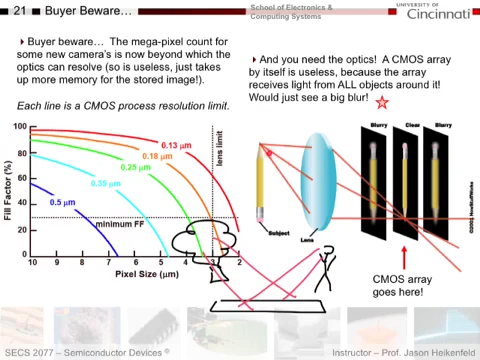 21 Buyer Beware…
School of Electronics &
Computing Systems
UNIVERSITY OF
Cincinnati
Buyer beware… The mega-pixel count for
some new camera's is now beyond which the
optics can resolve (so is useless, just takes
up more memory for the stored image!).
Each line is a CMOS process resolution limit.
And you need the optics! A CMOS array
by itself is useless, because the array
receives light from ALL objects around it!
Would just see a big blur!
100
80
60
40
20
0
Fill Factor (%)
0.13 µm
0.18 µm
0.25 µm
0.35 µm
0.5 µm
lens limit
minimum FF
10 9 8 7 6 5 4 3 2
Pixel Size (µm)
Blurry Clear Blurry
Subject
Lens
©2001 HowStuffWorks
CMOS array
goes here!
SECS 2077 – Semiconductor Devices ©
Instructor – Prof. Jason Heikenfeld